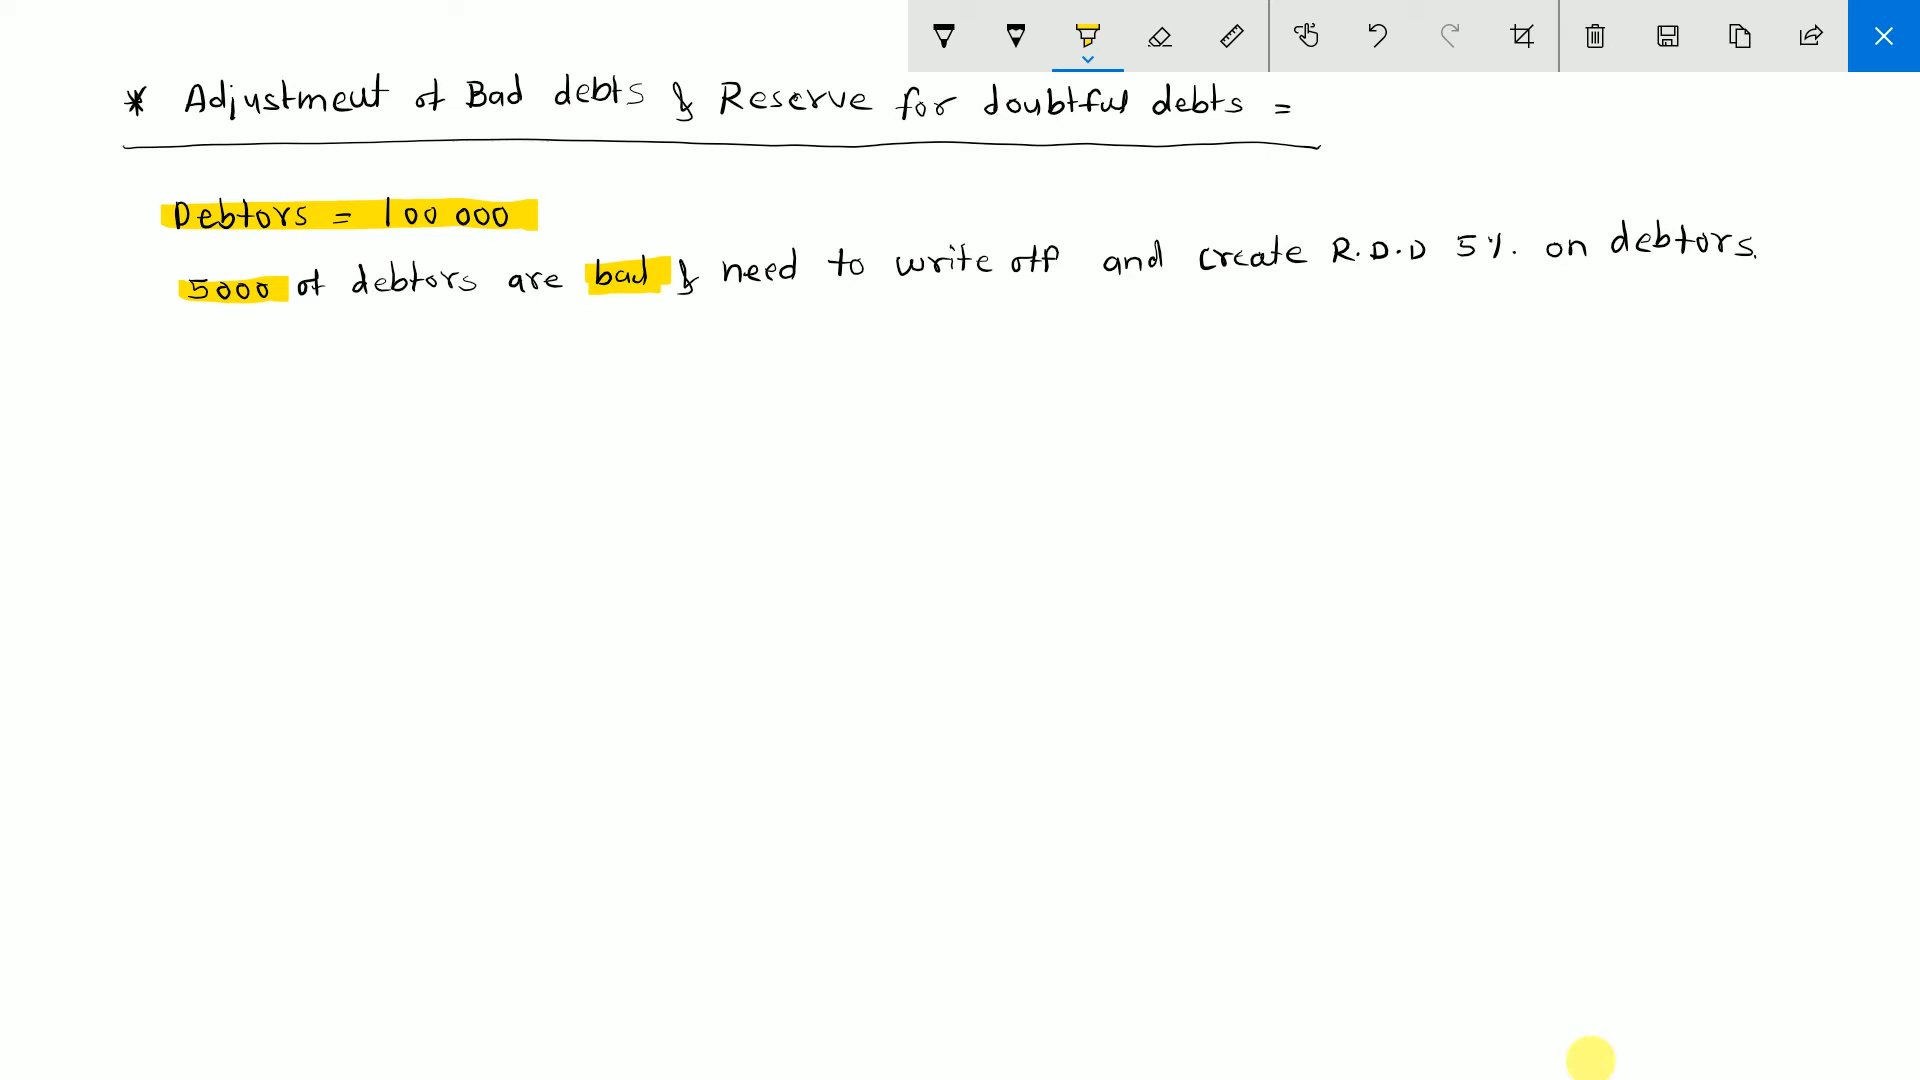 * Adjustment of Bad debts & Reserve for doubtful debts =
Debtors = 100 000
5000 of debtors are bad & need to write off and create R.D.D 5%. on debtors.